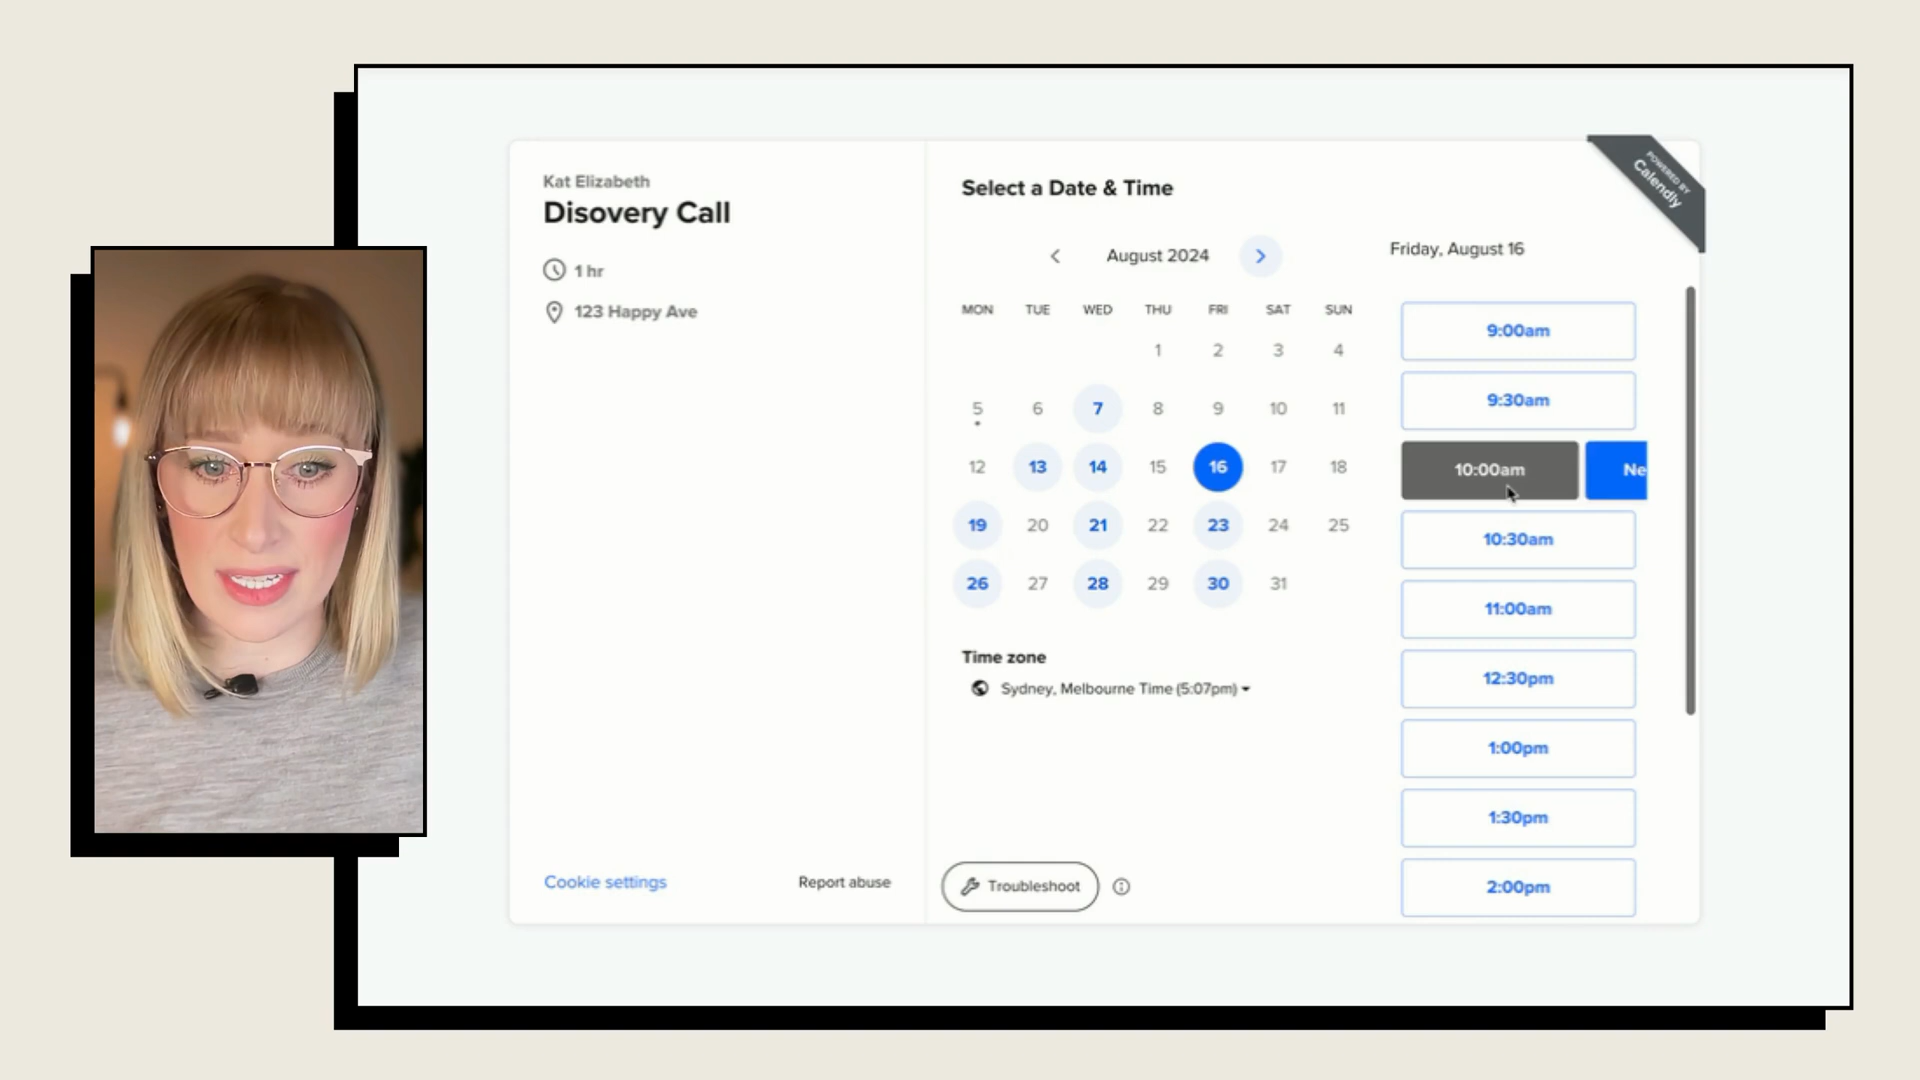 Kat Elizabeth
Disovery Call
1 hr
123 Happy Ave
Cookie settings
Report abuse
Select a Date & Time
August 2024
MON TUE WED THU FRI SAT SUN
1 2 3 4
5 6 7 8 9 10 11
12 13 14 15 16 17 18
19 20 21 22 23 24 25
26 27 28 29 30 31
Time zone
Sydney, Melbourne Time (5:07pm)
Troubleshoot
POWERED BY
Calendly
Friday, August 16
9:00am
9:30am
10:00am
Ne
10:30am
11:00am
12:30pm
1:00pm
1:30pm
2:00pm